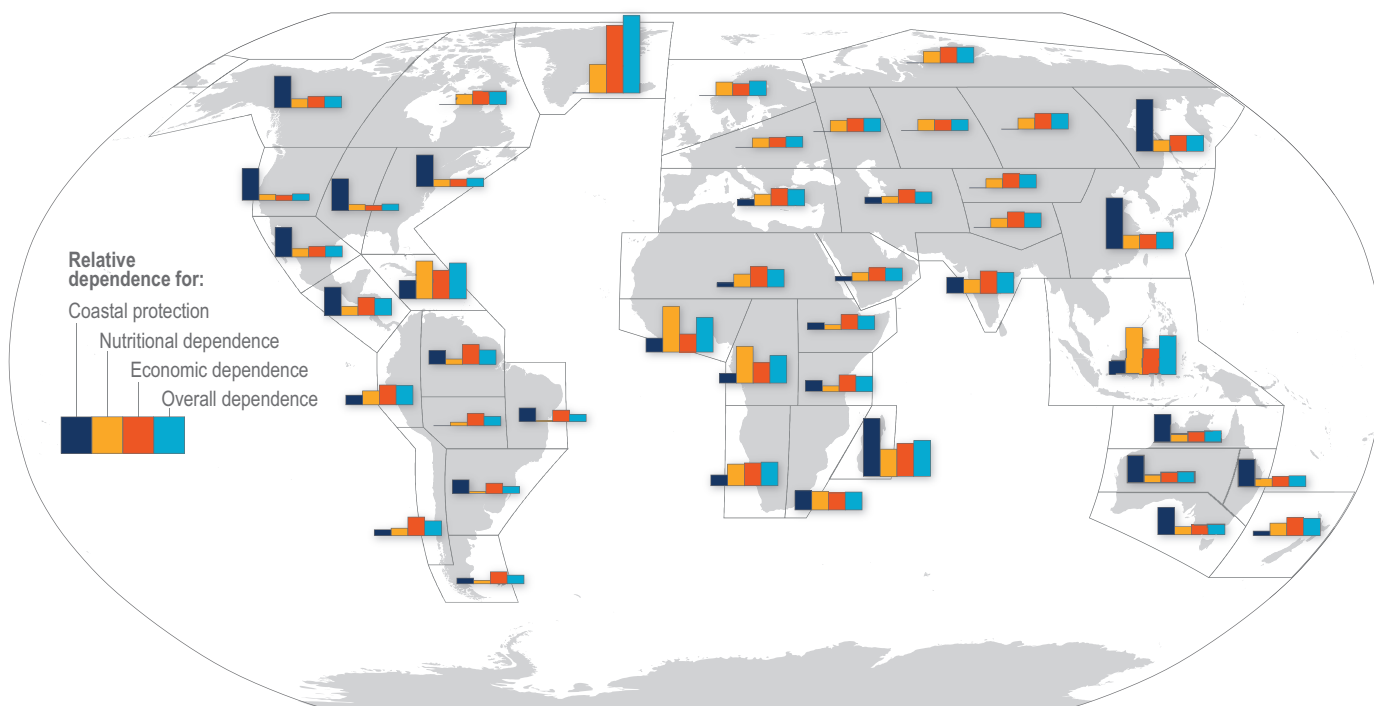 Relative
dependence for:
Coastal protection
Nutritional dependence
Economic dependence
Overall dependence